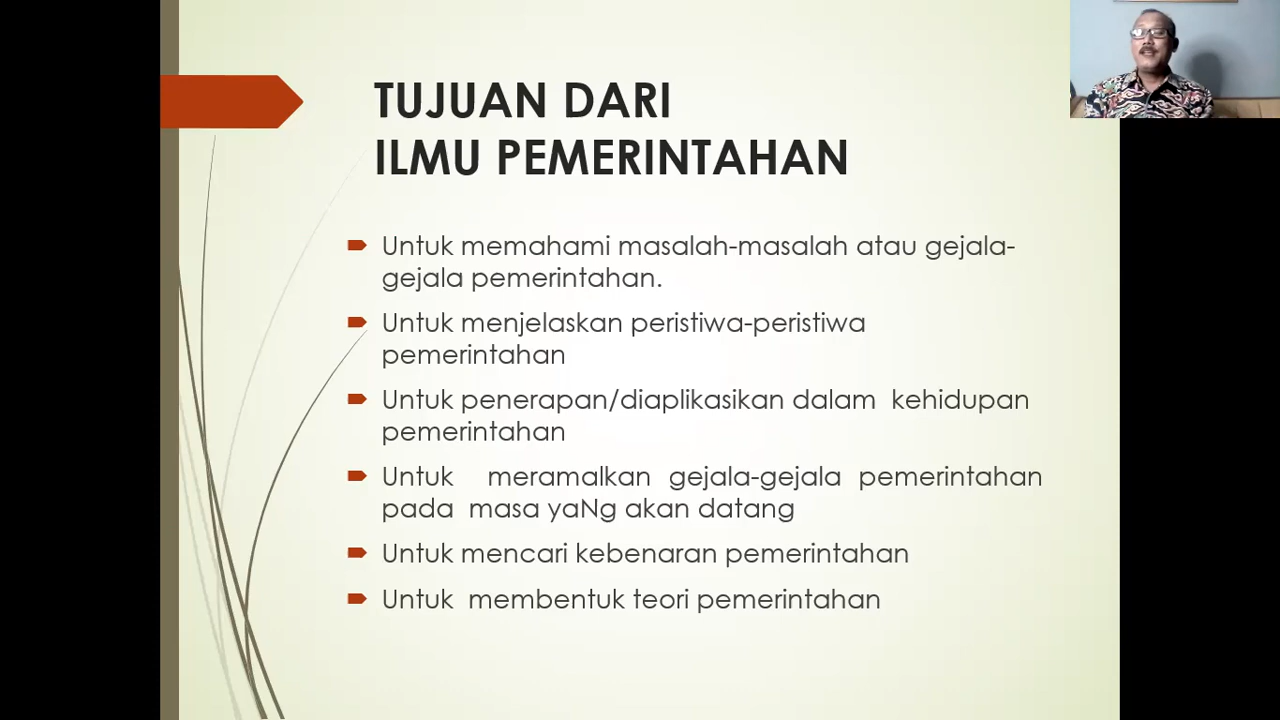 TUJUAN DARI
ILMU PEMERINTAHAN
Untuk memahami masalah-masalah atau gejala-
gejala pemerintahan.
Untuk menjelaskan peristiwa-peristiwa
pemerintahan
Untuk penerapan/diaplikasikan dalam kehidupan
pemerintahan
Untuk meramalkan gejala-gejala pemerintahan
pada masa yaNg akan datang
Untuk mencari kebenaran pemerintahan
Untuk membentuk teori pemerintahan